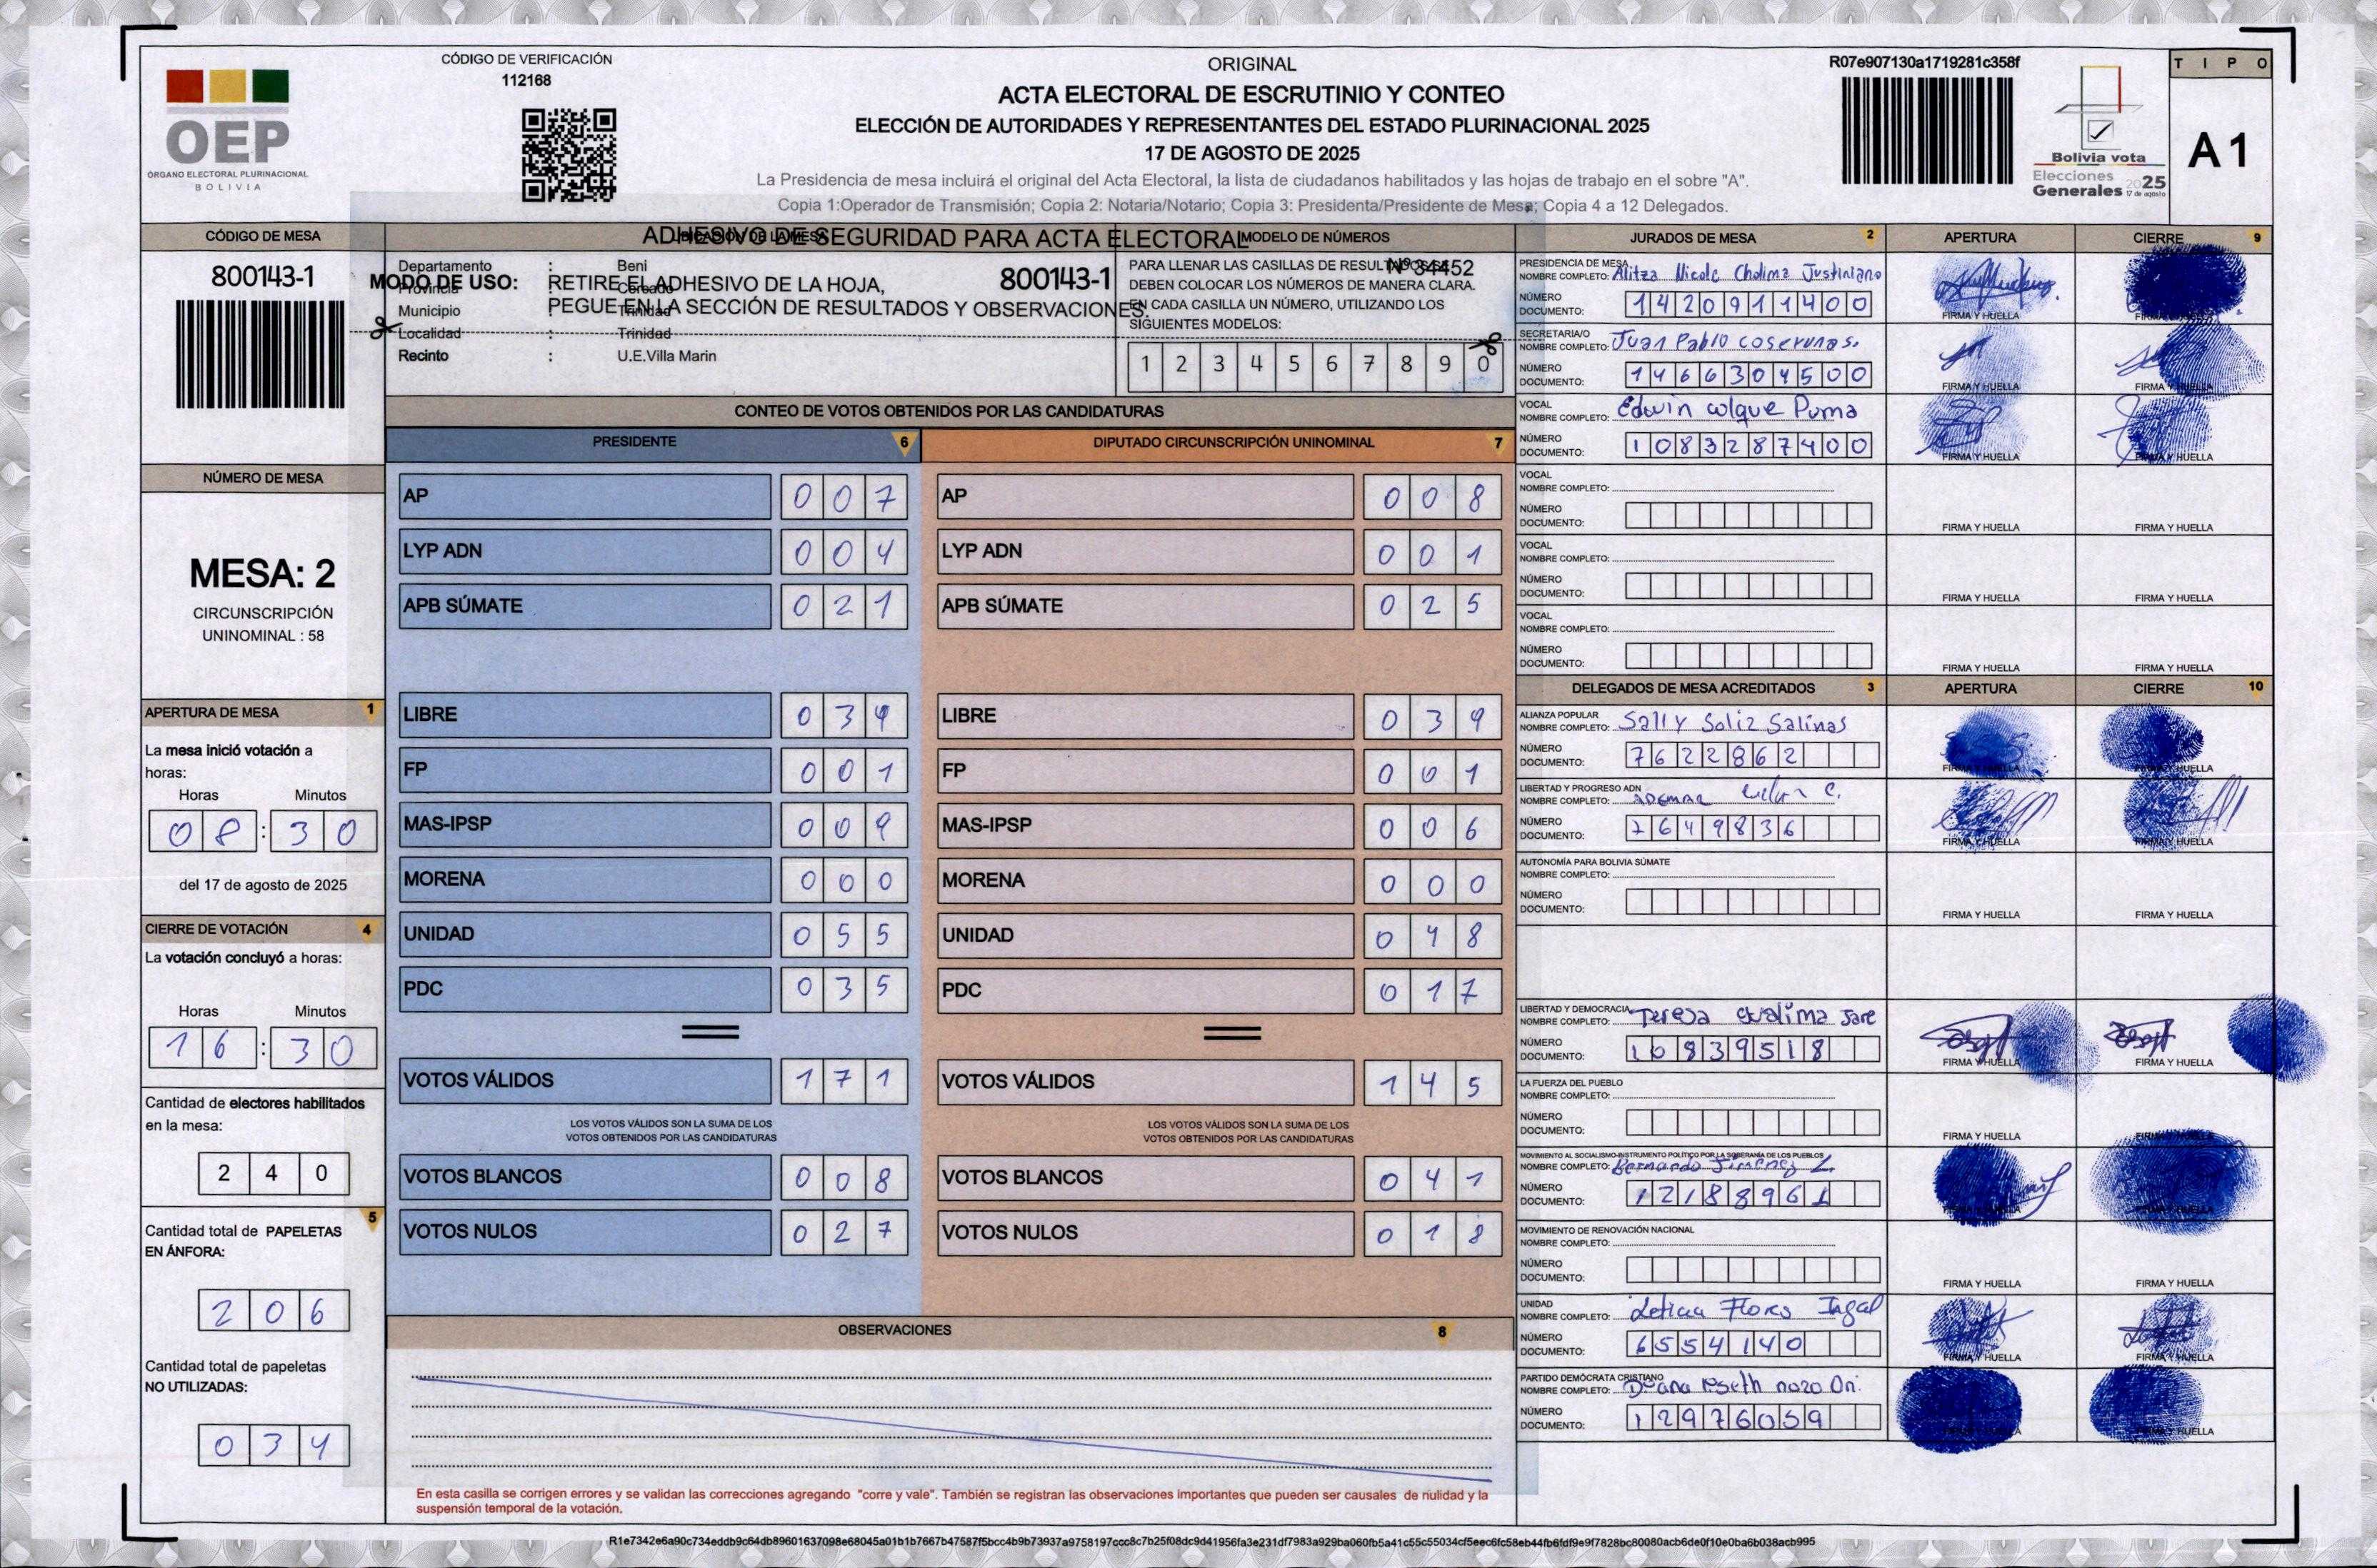 CÓDIGO DE VERIFICACIÓN
112168
OEP
ÓRGANO ELECTORAL PLURINACIONAL
BOLIVIA
ORIGINAL
ACTA ELECTORAL DE ESCRUTINIO Y CONTEO
ELECCIÓN DE AUTORIDADES Y REPRESENTANTES DEL ESTADO PLURINACIONAL 2025
17 DE AGOSTO DE 2025
La Presidencia de mesa incluirá el original del Acta Electoral, la lista de ciudadanos habilitados y las hojas de trabajo en el sobre "A".
Copia 1:Operador de Transmisión; Copia 2: Notaria/Notario; Copia 3: Presidenta/Presidente de Mesa; Copia 4 a 12 Delegados.
R07e907130a1719281c358f
Bolivia vota
Elecciones
Generales 2025
17 de agosto
TIPO
A1
CÓDIGO DE MESA
800143-1
NÚMERO DE MESA
MESA: 2
CIRCUNSCRIPCIÓN
UNINOMINAL : 58
APERTURA DE MESA 1
La mesa inició votación a
horas:
Horas Minutos
08 : 30
del 17 de agosto de 2025
CIERRE DE VOTACIÓN 4
La votación concluyó a horas:
Horas Minutos
16 : 30
Cantidad de electores habilitados
en la mesa:
240
5
Cantidad total de PAPELETAS
EN ÁNFORA:
206
Cantidad total de papeletas
NO UTILIZADAS:
034
UBICACIÓN DE LA MESA
ADHESIVO DE SEGURIDAD PARA ACTA ELECTORAL
MODO DE USO: RETIRE EL ADHESIVO DE LA HOJA,
PEGUE EN LA SECCIÓN DE RESULTADOS Y OBSERVACIONES.
800143-1
Nº 34452
Departamento : Beni
Provincia : Cercado
Municipio : Trinidad
Localidad : Trinidad
Recinto : U.E.Villa Marin
MODELO DE NÚMEROS
PARA LLENAR LAS CASILLAS DE RESULTADOS SE
DEBEN COLOCAR LOS NÚMEROS DE MANERA CLARA.
EN CADA CASILLA UN NÚMERO, UTILIZANDO LOS
SIGUIENTES MODELOS:
1 2 3 4 5 6 7 8 9 0
CONTEO DE VOTOS OBTENIDOS POR LAS CANDIDATURAS
PRESIDENTE 6
AP 007
LYP ADN 004
APB SÚMATE 021
LIBRE 039
FP 001
MAS-IPSP 009
MORENA 000
UNIDAD 055
PDC 035
VOTOS VÁLIDOS 171
LOS VOTOS VÁLIDOS SON LA SUMA DE LOS
VOTOS OBTENIDOS POR LAS CANDIDATURAS
VOTOS BLANCOS 008
VOTOS NULOS 027
DIPUTADO CIRCUNSCRIPCIÓN UNINOMINAL 7
AP 008
LYP ADN 001
APB SÚMATE 025
LIBRE 039
FP 001
MAS-IPSP 006
MORENA 000
UNIDAD 048
PDC 017
VOTOS VÁLIDOS 145
LOS VOTOS VÁLIDOS SON LA SUMA DE LOS
VOTOS OBTENIDOS POR LAS CANDIDATURAS
VOTOS BLANCOS 041
VOTOS NULOS 018
OBSERVACIONES 8
En esta casilla se corrigen errores y se validan las correcciones agregando "corre y vale". También se registran las observaciones importantes que pueden ser causales de nulidad y la
suspensión temporal de la votación.
JURADOS DE MESA 2 APERTURA CIERRE 9
PRESIDENCIA DE MESA
NOMBRE COMPLETO: Alitza Nicole Cholima Justiniano
NÚMERO
DOCUMENTO: 1420911400
FIRMA Y HUELLA
SECRETARIA/O
NOMBRE COMPLETO: Juan Pablo
NÚMERO
DOCUMENTO: 1466304500
FIRMA Y HUELLA FIRMA Y HUELLA
VOCAL
NOMBRE COMPLETO: Edwin colque Puma
NÚMERO
DOCUMENTO: 1083287400
FIRMA Y HUELLA FIRMA Y HUELLA
VOCAL
NOMBRE COMPLETO:
NÚMERO
DOCUMENTO:
FIRMA Y HUELLA FIRMA Y HUELLA
VOCAL
NOMBRE COMPLETO:
NÚMERO
DOCUMENTO:
FIRMA Y HUELLA FIRMA Y HUELLA
VOCAL
NOMBRE COMPLETO:
NÚMERO
DOCUMENTO:
FIRMA Y HUELLA FIRMA Y HUELLA
DELEGADOS DE MESA ACREDITADOS 3 APERTURA CIERRE 10
ALIANZA POPULAR
NOMBRE COMPLETO: Sally Soliz Salinas
NÚMERO
DOCUMENTO: 7622862
FIRMA Y HUELLA FIRMA Y HUELLA
LIBERTAD Y PROGRESO ADN
NOMBRE COMPLETO: ADEMAR
NÚMERO
DOCUMENTO: 7649836
FIRMA Y HUELLA FIRMA Y HUELLA
AUTONOMÍA PARA BOLIVIA SÚMATE
NOMBRE COMPLETO:
NÚMERO
DOCUMENTO:
FIRMA Y HUELLA FIRMA Y HUELLA
LIBERTAD Y DEMOCRACIA
NOMBRE COMPLETO: Teresa Gualima Jare
NÚMERO
DOCUMENTO: 10839518
FIRMA Y HUELLA FIRMA Y HUELLA
LA FUERZA DEL PUEBLO
NOMBRE COMPLETO:
NÚMERO
DOCUMENTO:
FIRMA Y HUELLA FIRMA Y HUELLA
MOVIMIENTO AL SOCIALISMO-INSTRUMENTO POLÍTICO POR LA SOBERANÍA DE LOS PUEBLOS
NOMBRE COMPLETO: Bernardo Jiménez L
NÚMERO
DOCUMENTO: 12188961
MOVIMIENTO DE RENOVACIÓN NACIONAL
NOMBRE COMPLETO:
NÚMERO
DOCUMENTO:
FIRMA Y HUELLA FIRMA Y HUELLA
UNIDAD
NOMBRE COMPLETO: Leticia Flores Ingal
NÚMERO
DOCUMENTO: 6554140
FIRMA Y HUELLA FIRMA Y HUELLA
PARTIDO DEMÓCRATA CRISTIANO
NOMBRE COMPLETO:
NÚMERO
DOCUMENTO: 12976059
FIRMA Y HUELLA